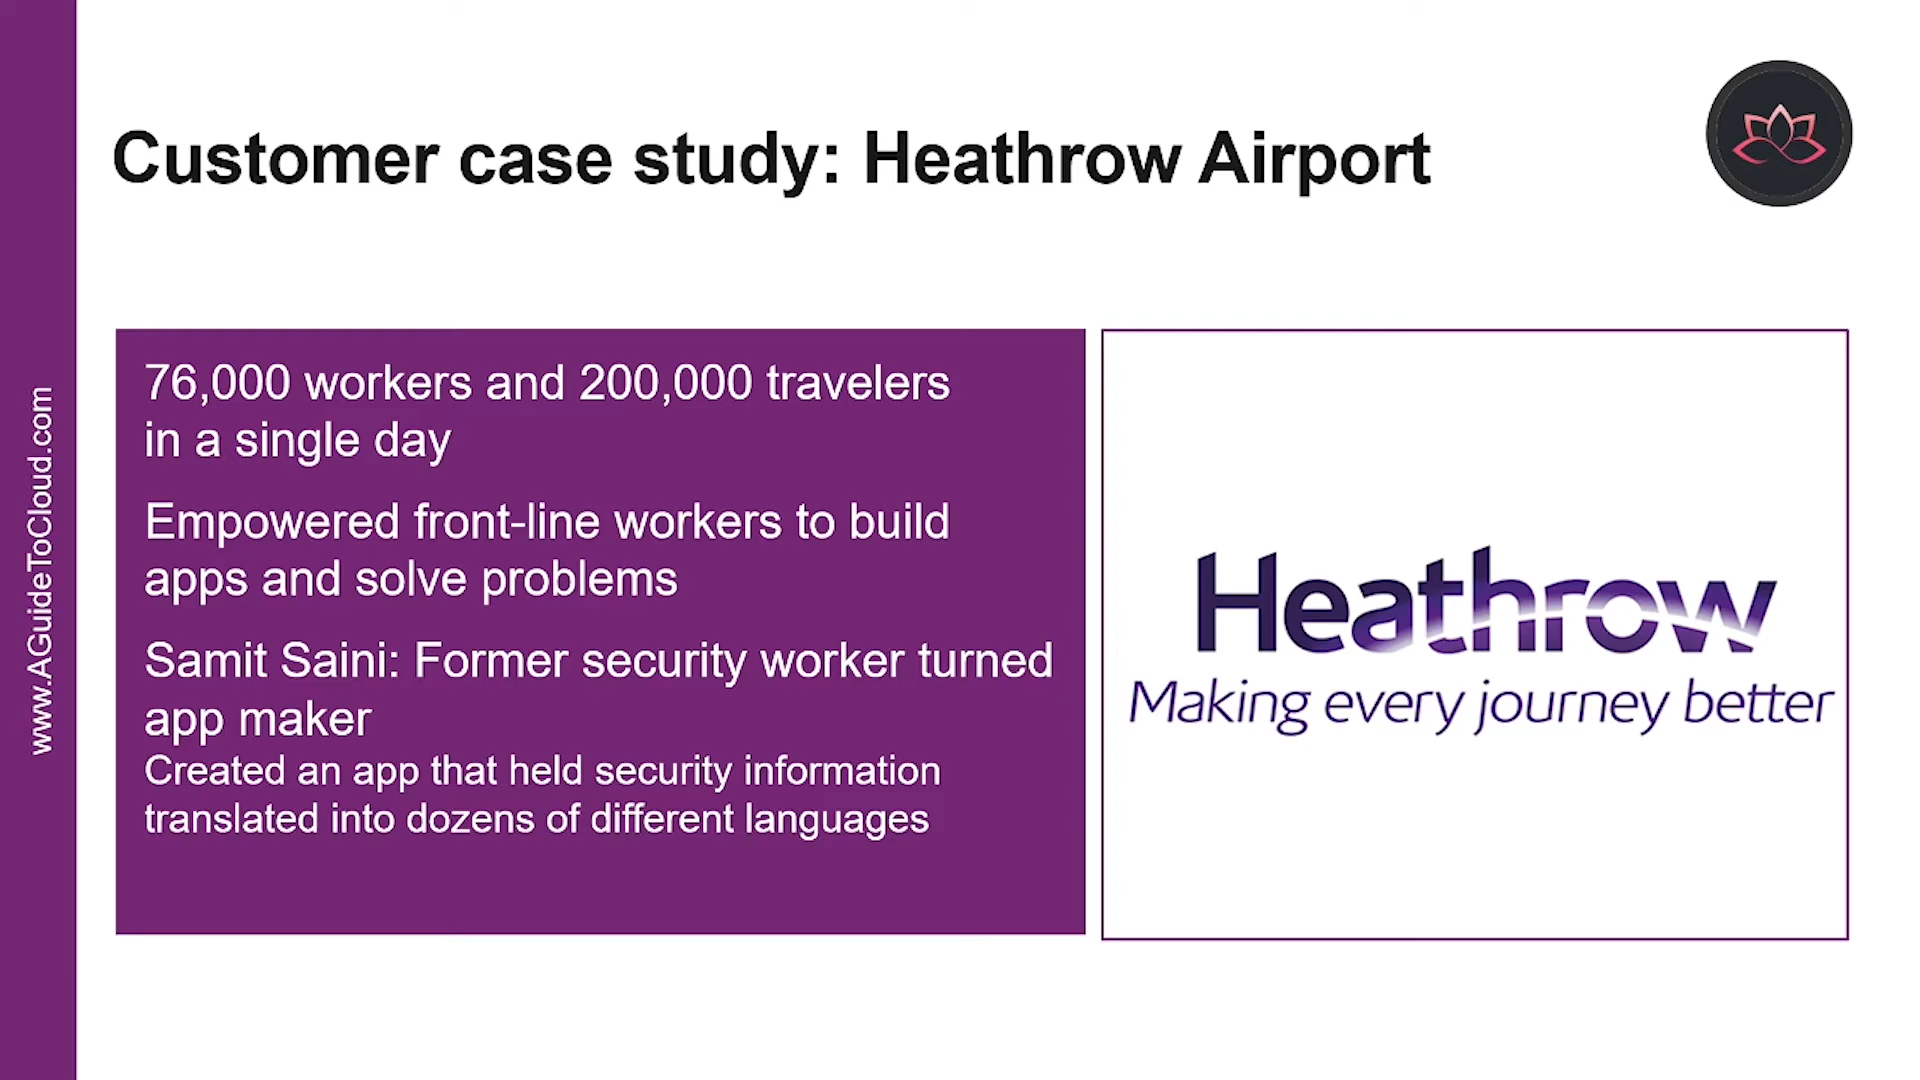 Customer case study: Heathrow Airport
76,000 workers and 200,000 travelers
in a single day
Empowered front-line workers to build
apps and solve problems
Samit Saini: Former security worker turned
app maker
Created an app that held security information
translated into dozens of different languages
Heathrow
Making every journey better
www.AGuideToCloud.com